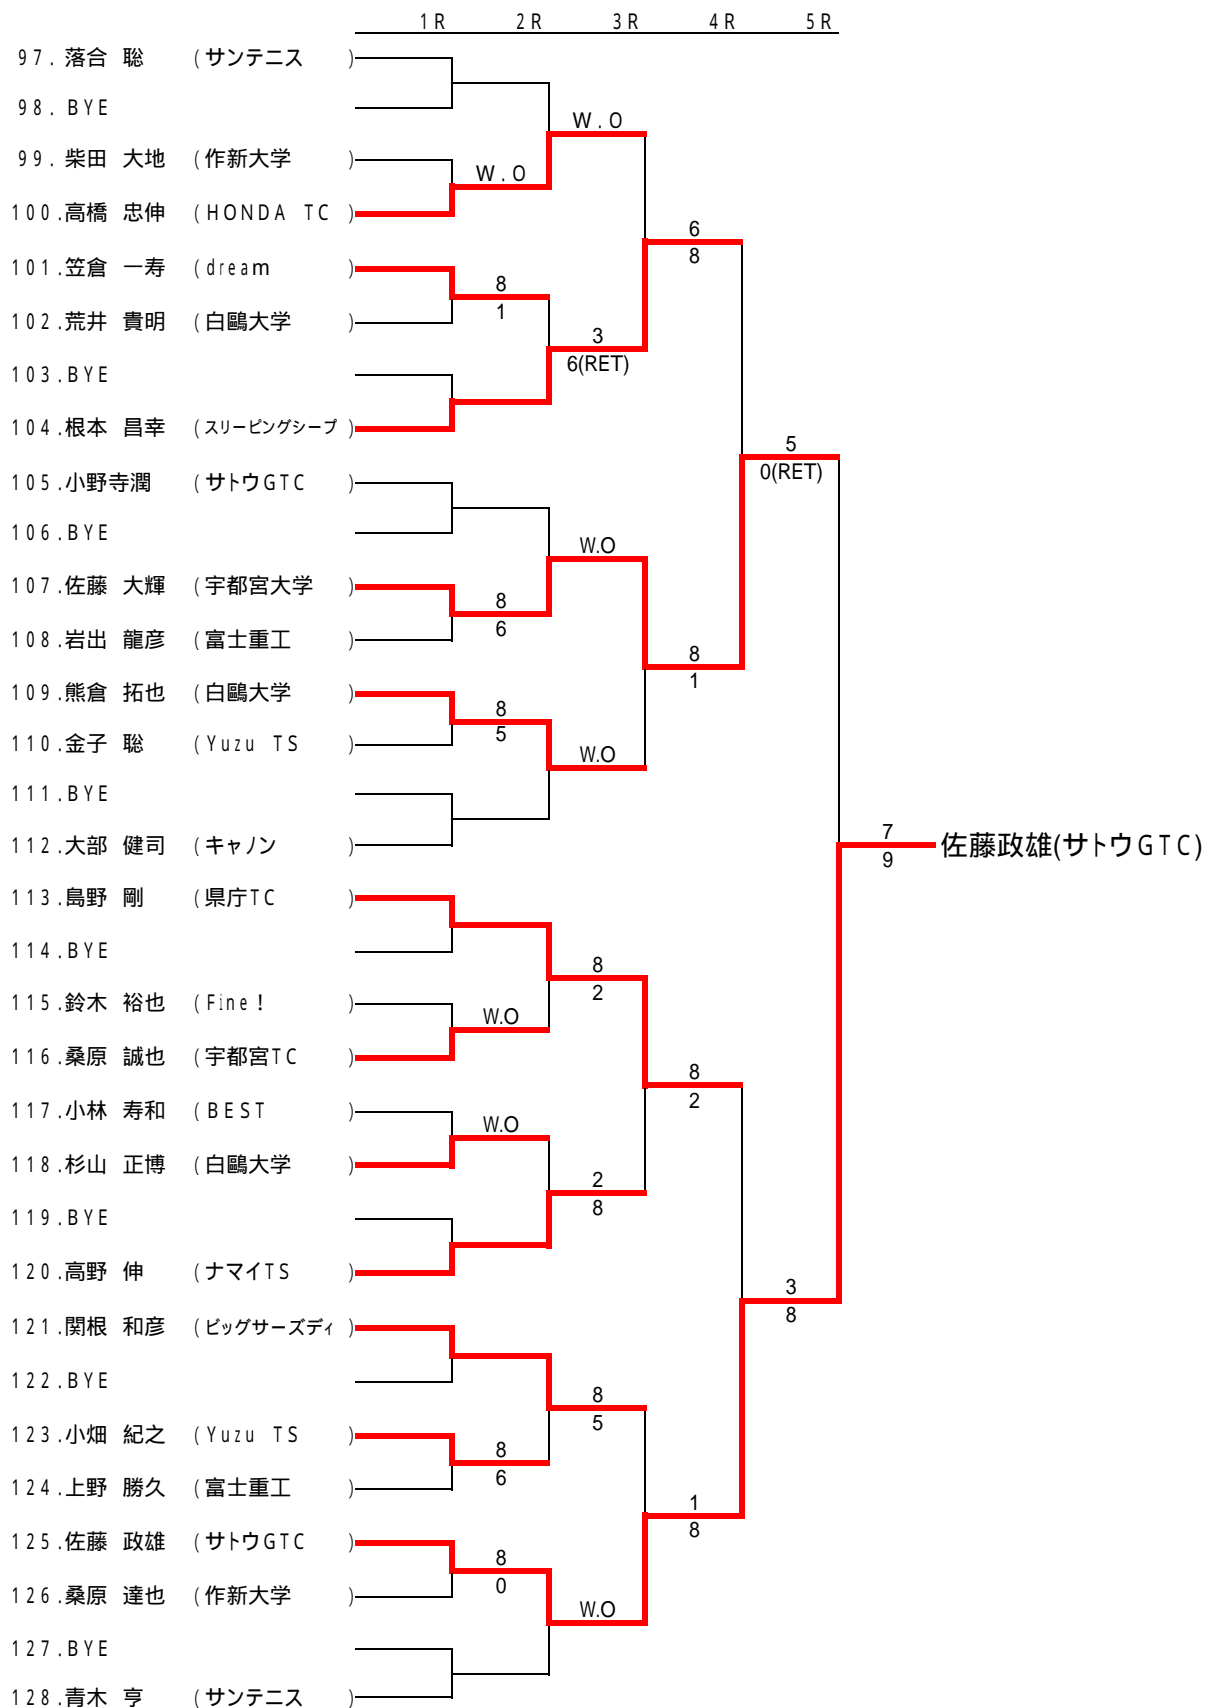 1R 2R 3R 4R 5R
97. 落合 聡 (サンテニス )
98. BYE
W.O
99. 柴田 大地 (作新大学 )
W.O
100.高橋 忠伸 (HONDA TC )
6
8
101.笠倉 一寿 (dream )
8
1
102.荒井 貴明 (白鷗大学 )
3
6(RET)
103.BYE
104.根本 昌幸 (スリーピングシープ )
5
0(RET)
105.小野寺潤 (サトウGTC )
106.BYE
W.O
107.佐藤 大輝 (宇都宮大学 )
8
6
108.岩出 龍彦 (富士重工 )
8
1
109.熊倉 拓也 (白鷗大学 )
8
5
110.金子 聡 (Yuzu TS )
W.O
111.BYE
112.大部 健司 (キャノン )
7
9
佐藤政雄(サトウGTC)
113.島野 剛 (県庁TC )
114.BYE
8
2
115.鈴木 裕也 (Fine! )
W.O
116.桑原 誠也 (宇都宮TC )
8
2
117.小林 寿和 (BEST )
W.O
118.杉山 正博 (白鷗大学 )
2
8
119.BYE
120.高野 伸 (ナマイTS )
3
8
121.関根 和彦 (ビッグサーズディ )
122.BYE
8
5
123.小畑 紀之 (Yuzu TS )
8
6
124.上野 勝久 (富士重工 )
1
8
125.佐藤 政雄 (サトウGTC )
8
0
126.桑原 達也 (作新大学 )
W.O
127.BYE
128.青木 亨 (サンテニス )